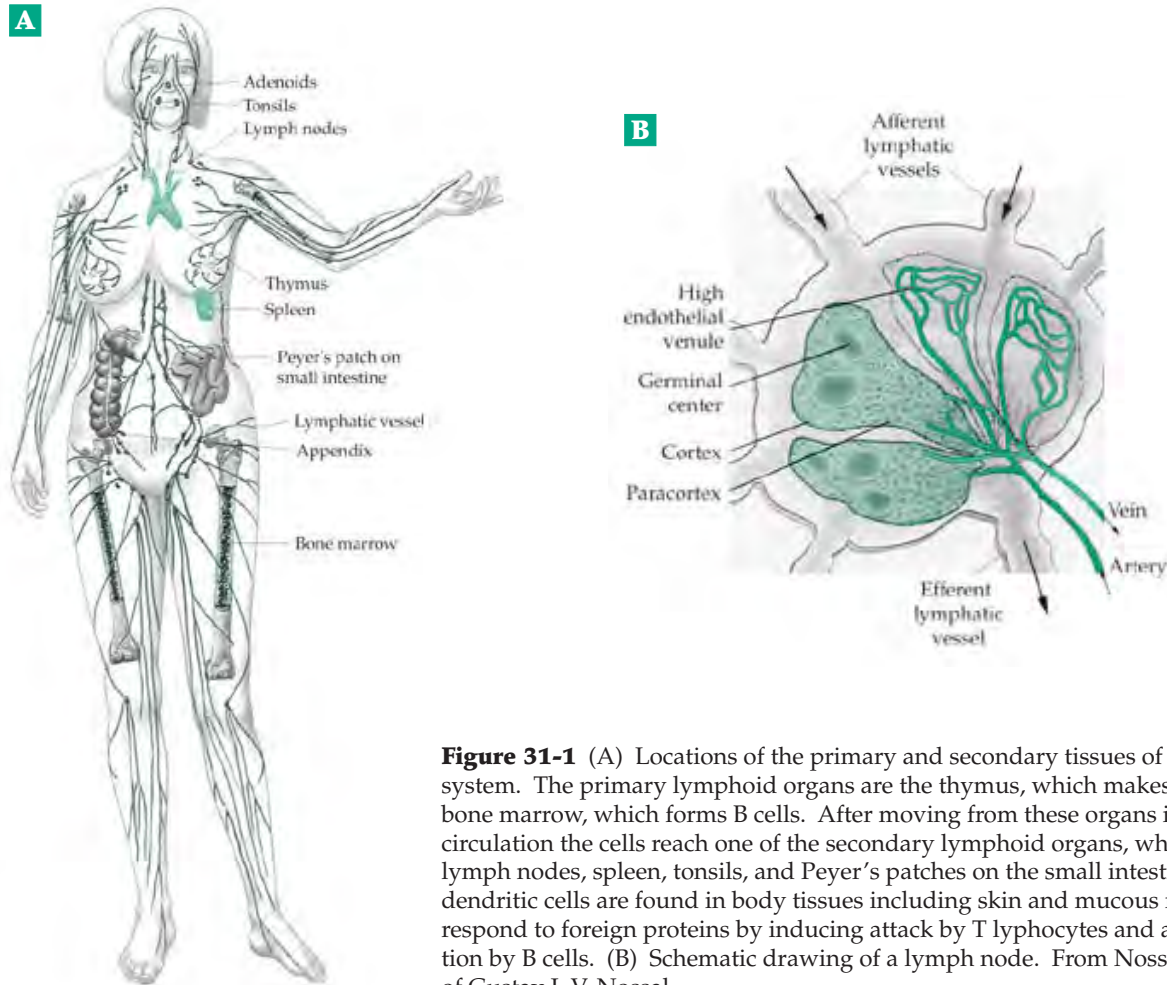 A
Adenoids
Tonsils
Lymph nodes
Thymus
Spleen
Peyer's patch on
small intestine
Lymphatic vessel
Appendix
Bone marrow
B
Afferent
lymphatic
vessels
High
endothelial
venule
Germinal
center
Cortex
Paracortex
Vein
Artery
Efferent
lymphatic
vessel
Figure 31-1 (A) Locations of the primary and secondary tissues of
system. The primary lymphoid organs are the thymus, which makes
bone marrow, which forms B cells. After moving from these organs i
circulation the cells reach one of the secondary lymphoid organs, wh
lymph nodes, spleen, tonsils, and Peyer's patches on the small intest
dendritic cells are found in body tissues including skin and mucous
respond to foreign proteins by inducing attack by T lyphocytes and a
tion by B cells. (B) Schematic drawing of a lymph node. From Noss